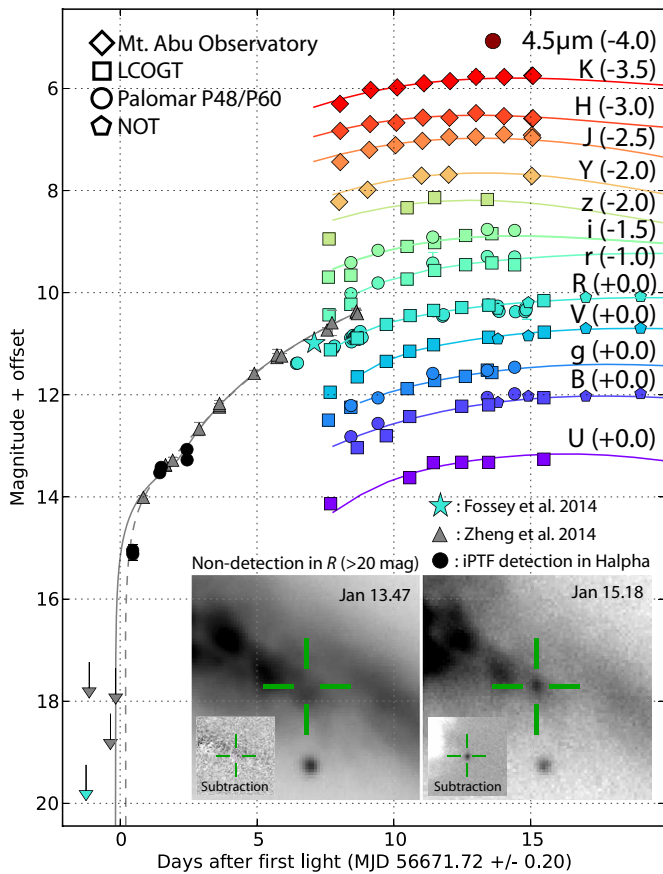 4.5μm (-4.0)
Mt. Abu Observatory
K (-3.5)
LCOGT
Palomar P48/P60
H (-3.0)
NOT
J (-2.5)
Y (-2.0)
z (-2.0)
i (-1.5)
r (-1.0)
R (+0.0)
V (+0.0)
g (+0.0)
B (+0.0)
U (+0.0)
6
8
10
12
14
16
18
20
Magnitude + offset
: Fossey et al. 2014
: Zheng et al. 2014
: iPTF detection in Halpha
Non-detection in R (>20 mag)
Jan 13.47
Jan 15.18
Subtraction
Subtraction
0
5
10
15
Days after first light (MJD 56671.72 +/- 0.20)